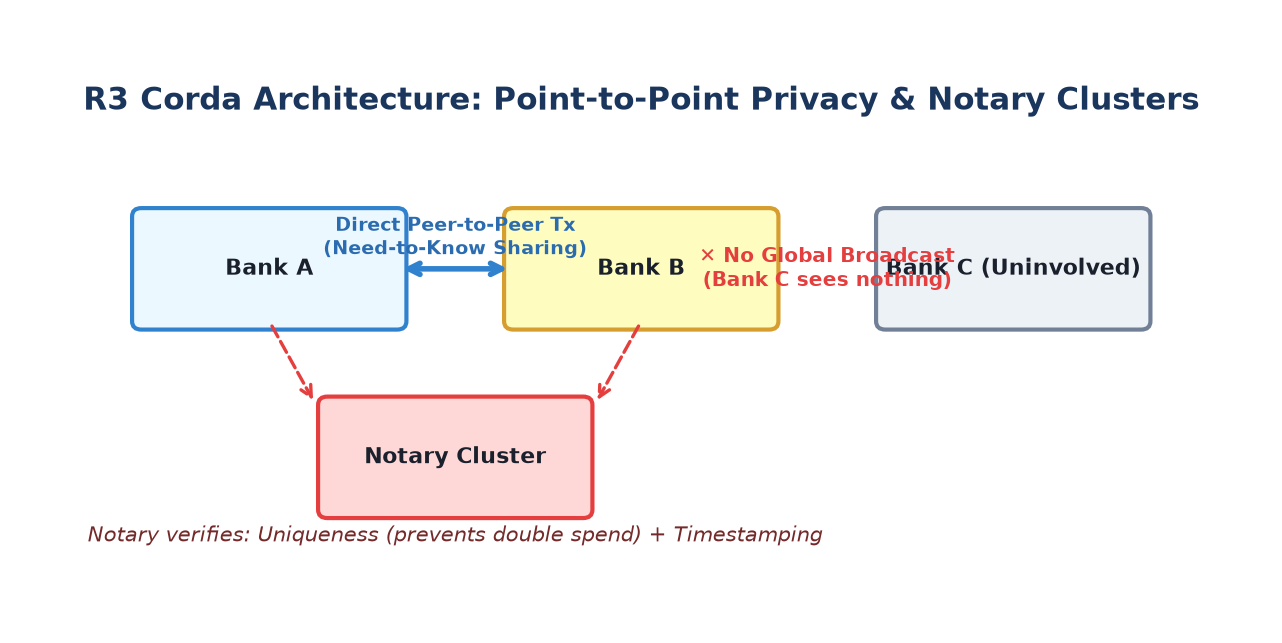 R3 Corda Architecture: Point-to-Point Privacy & Notary Clusters
Direct Peer-to-Peer Tx
(Need-to-Know Sharing)
Bank A
Bank B
✕ No Global Broadcast
(Bank C sees nothing)
Bank C (Uninvolved)
Notary Cluster
Notary verifies: Uniqueness (prevents double spend) + Timestamping